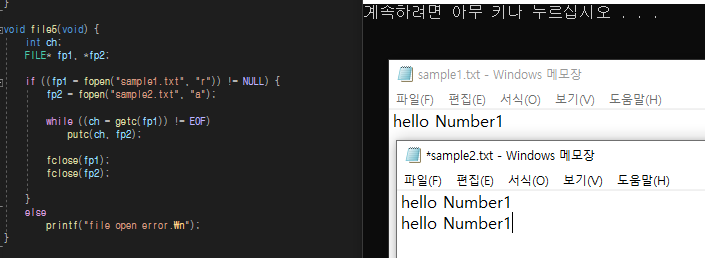 }
void file6(void) {
int ch;
FILE* fp1, *fp2;
if ((fp1 = fopen("sample1.txt", "r")) != NULL) {
fp2 = fopen("sample2.txt", "a");
while ((ch = getc(fp1)) != EOF)
putc(ch, fp2);
fclose(fp1);
fclose(fp2);
}
else
printf("file open error.₩n");
}
계속하려면 아무 키나 누르십시오 . . .
sample1.txt - Windows 메모장
파일(F) 편집(E) 서식(O) 보기(V) 도움말(H)
hello Number1
*sample2.txt - Windows 메모장
파일(F) 편집(E) 서식(O) 보기(V) 도움말(H)
hello Number1
hello Number1